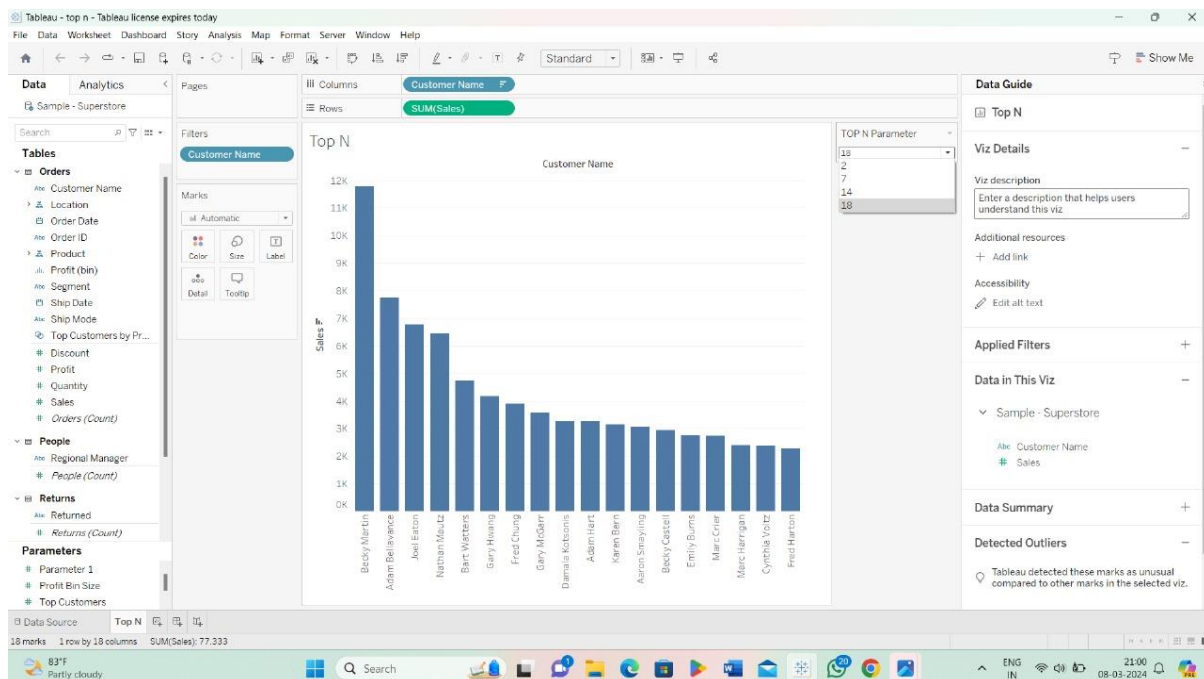 Tableau - top n - Tableau license expires today
File Data Worksheet Dashboard Story Analysis Map Format Server Window Help
Standard
Show Me
Data Analytics
Sample - Superstore
Search
Tables
Orders
Abc Customer Name
Location
Order Date
Abc Order ID
Product
Profit (bin)
Abc Segment
Ship Date
Abc Ship Mode
Top Customers by Pr...
# Discount
# Profit
# Quantity
# Sales
# Orders (Count)
People
Abc Regional Manager
# People (Count)
Returns
Abc Returned
# Returns (Count)
Parameters
# Parameter 1
# Profit Bin Size
# Top Customers
Pages
Filters
Customer Name
Marks
Automatic
Color Size Label
Detail Tooltip
Columns Customer Name
Rows SUM(Sales)
Top N
Customer Name
12K
11K
10K
9K
8K
7K
6K
5K
4K
3K
2K
1K
0K
Sales
Becky Martin
Adam Bellavance
Joel Eaton
Nathan Mautz
Bart Watters
Gary Hwang
Fred Chung
Gary McGarr
Damala Kotsonis
Adam Hart
Karen Bern
Aaron Smayling
Becky Castell
Emily Burns
Marc Crier
Marc Harrigan
Cynthia Voltz
Fred Harton
TOP N Parameter
18
2
7
14
18
Data Guide
Top N
Viz Details
Viz description
Enter a description that helps users
understand this viz
Additional resources
+ Add link
Accessibility
Edit alt text
Applied Filters
Data in This Viz
Sample - Superstore
Abc Customer Name
# Sales
Data Summary
Detected Outliers
Tableau detected these marks as unusual
compared to other marks in the selected viz.
Data Source Top N
18 marks 1 row by 18 columns SUM(Sales): 77,333
83°F
Partly cloudy
Search
1
20
ENG
IN
21:00
08-03-2024
PRE